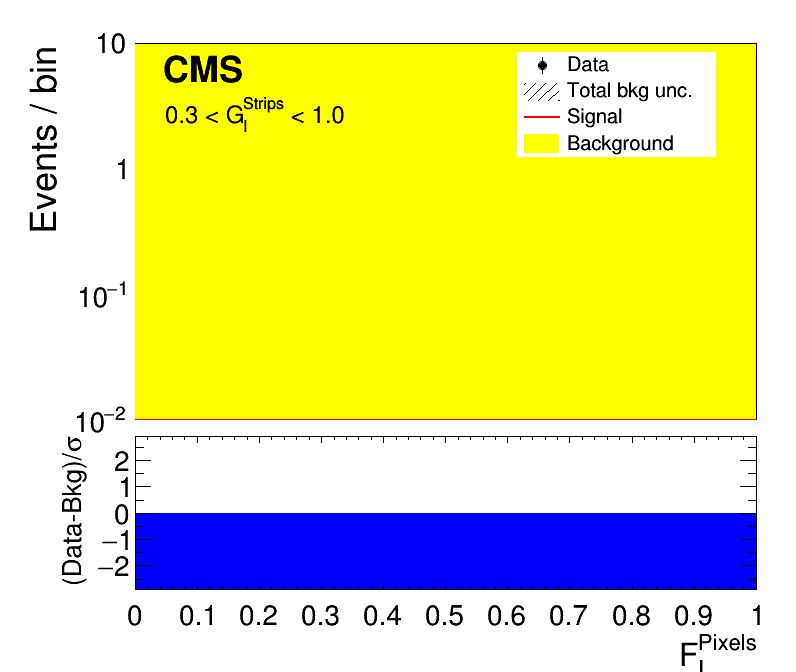 Events / bin
10
1
10⁻¹
10⁻²
CMS
0.3 < G_I^Strips < 1.0
Data
Total bkg unc.
Signal
Background
(Data-Bkg)/σ
2
1
0
−1
−2
0 0.1 0.2 0.3 0.4 0.5 0.6 0.7 0.8 0.9 1
F_I^Pixels